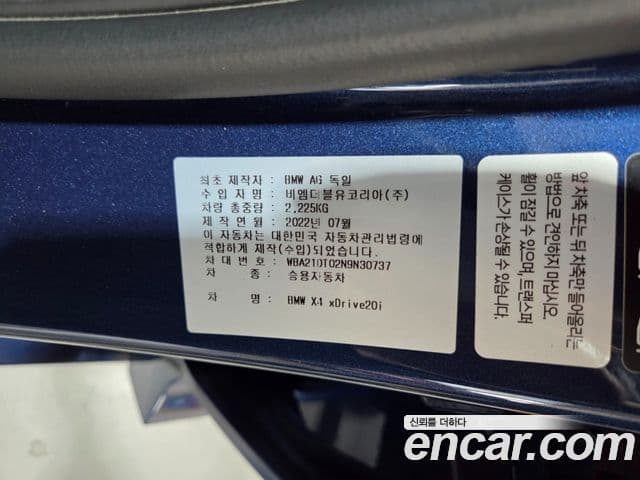 최초 제작자 : BMW AG 독일
수 입 자 명 : 비엠더블유코리아(주)
차량 총중량 : 2,225KG
제 작 연 월 : 2022년 07월
이 자동차는 대한민국 자동차관리법령에
적합하게 제작(수입)되었습니다.
차 대 번 호 : WBA21DT02N9N30737
차 종 : 승용자동차
차 명 : BMW X4 xDrive20i
앞 차축 또는 뒤 차축만 들어올리는
방법으로 견인하지 마십시오.
휠이 잠길 수 있으며, 트랜스퍼
케이스가 손상될 수 있습니다.
신뢰를 더하다
encar.com